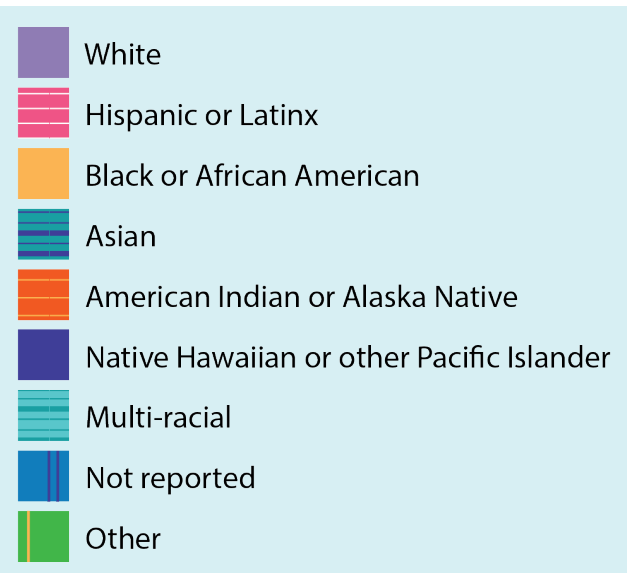 White
Hispanic or Latinx
Black or African American
Asian
American Indian or Alaska Native
Native Hawaiian or other Pacific Islander
Multi-racial
Not reported
Other